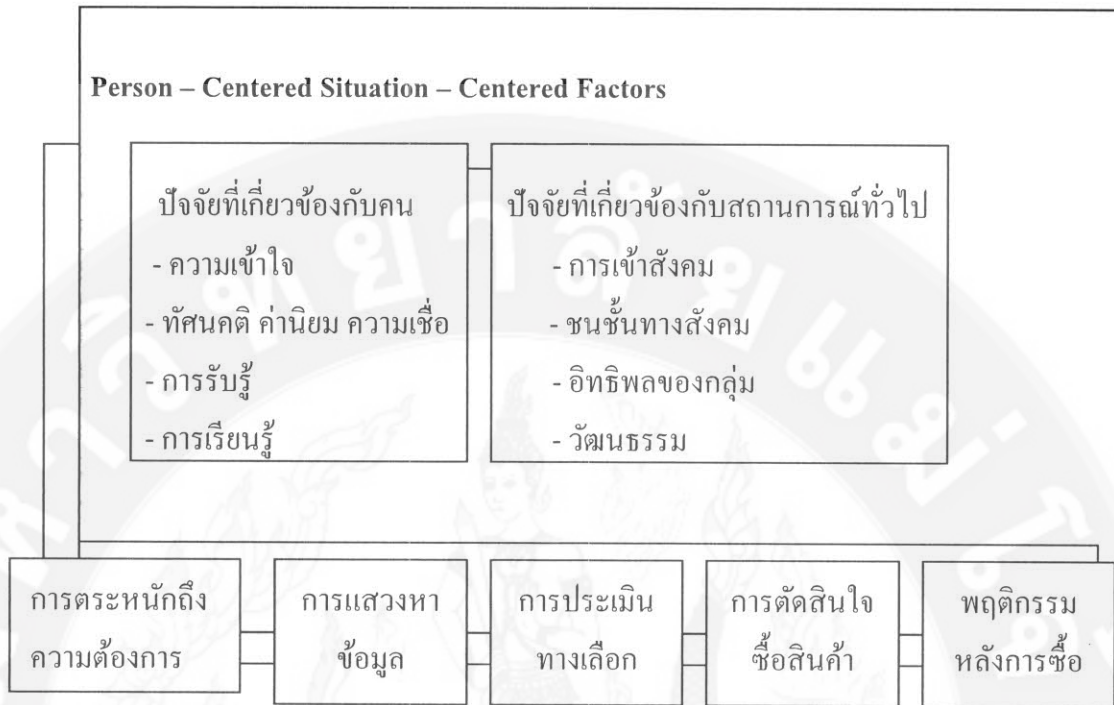 Person – Centered Situation – Centered Factors
ปัจจัยที่เกี่ยวข้องกับคน
- ความเข้าใจ
- ทัศนคติ ค่านิยม ความเชื่อ
- การรับรู้
- การเรียนรู้
ปัจจัยที่เกี่ยวข้องกับสถานการณ์ทั่วไป
- การเข้าสังคม
- ชนชั้นทางสังคม
- อิทธิพลของกลุ่ม
- วัฒนธรรม
การตระหนักถึง
ความต้องการ
การแสวงหา
ข้อมูล
การประเมิน
ทางเลือก
การตัดสินใจ
ซื้อสินค้า
พฤติกรรม
หลังการซื้อ